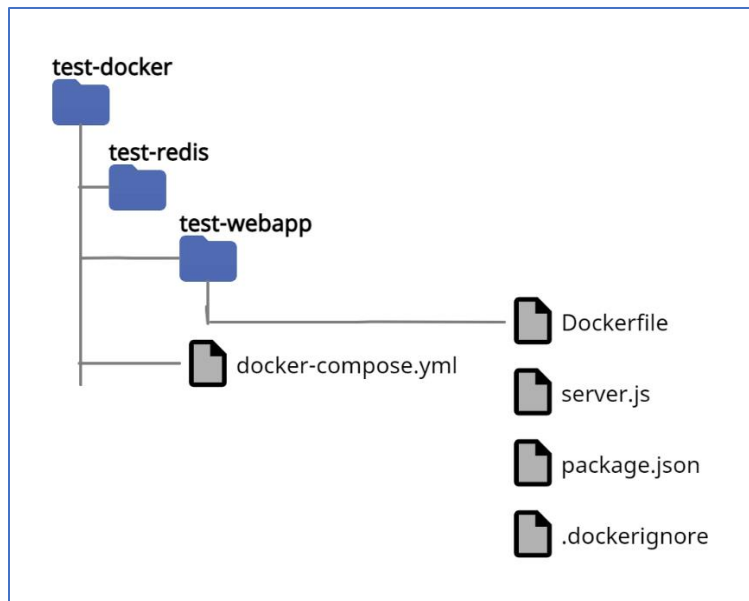 test-docker
test-redis
test-webapp
Dockerfile
docker-compose.yml
server.js
package.json
.dockerignore